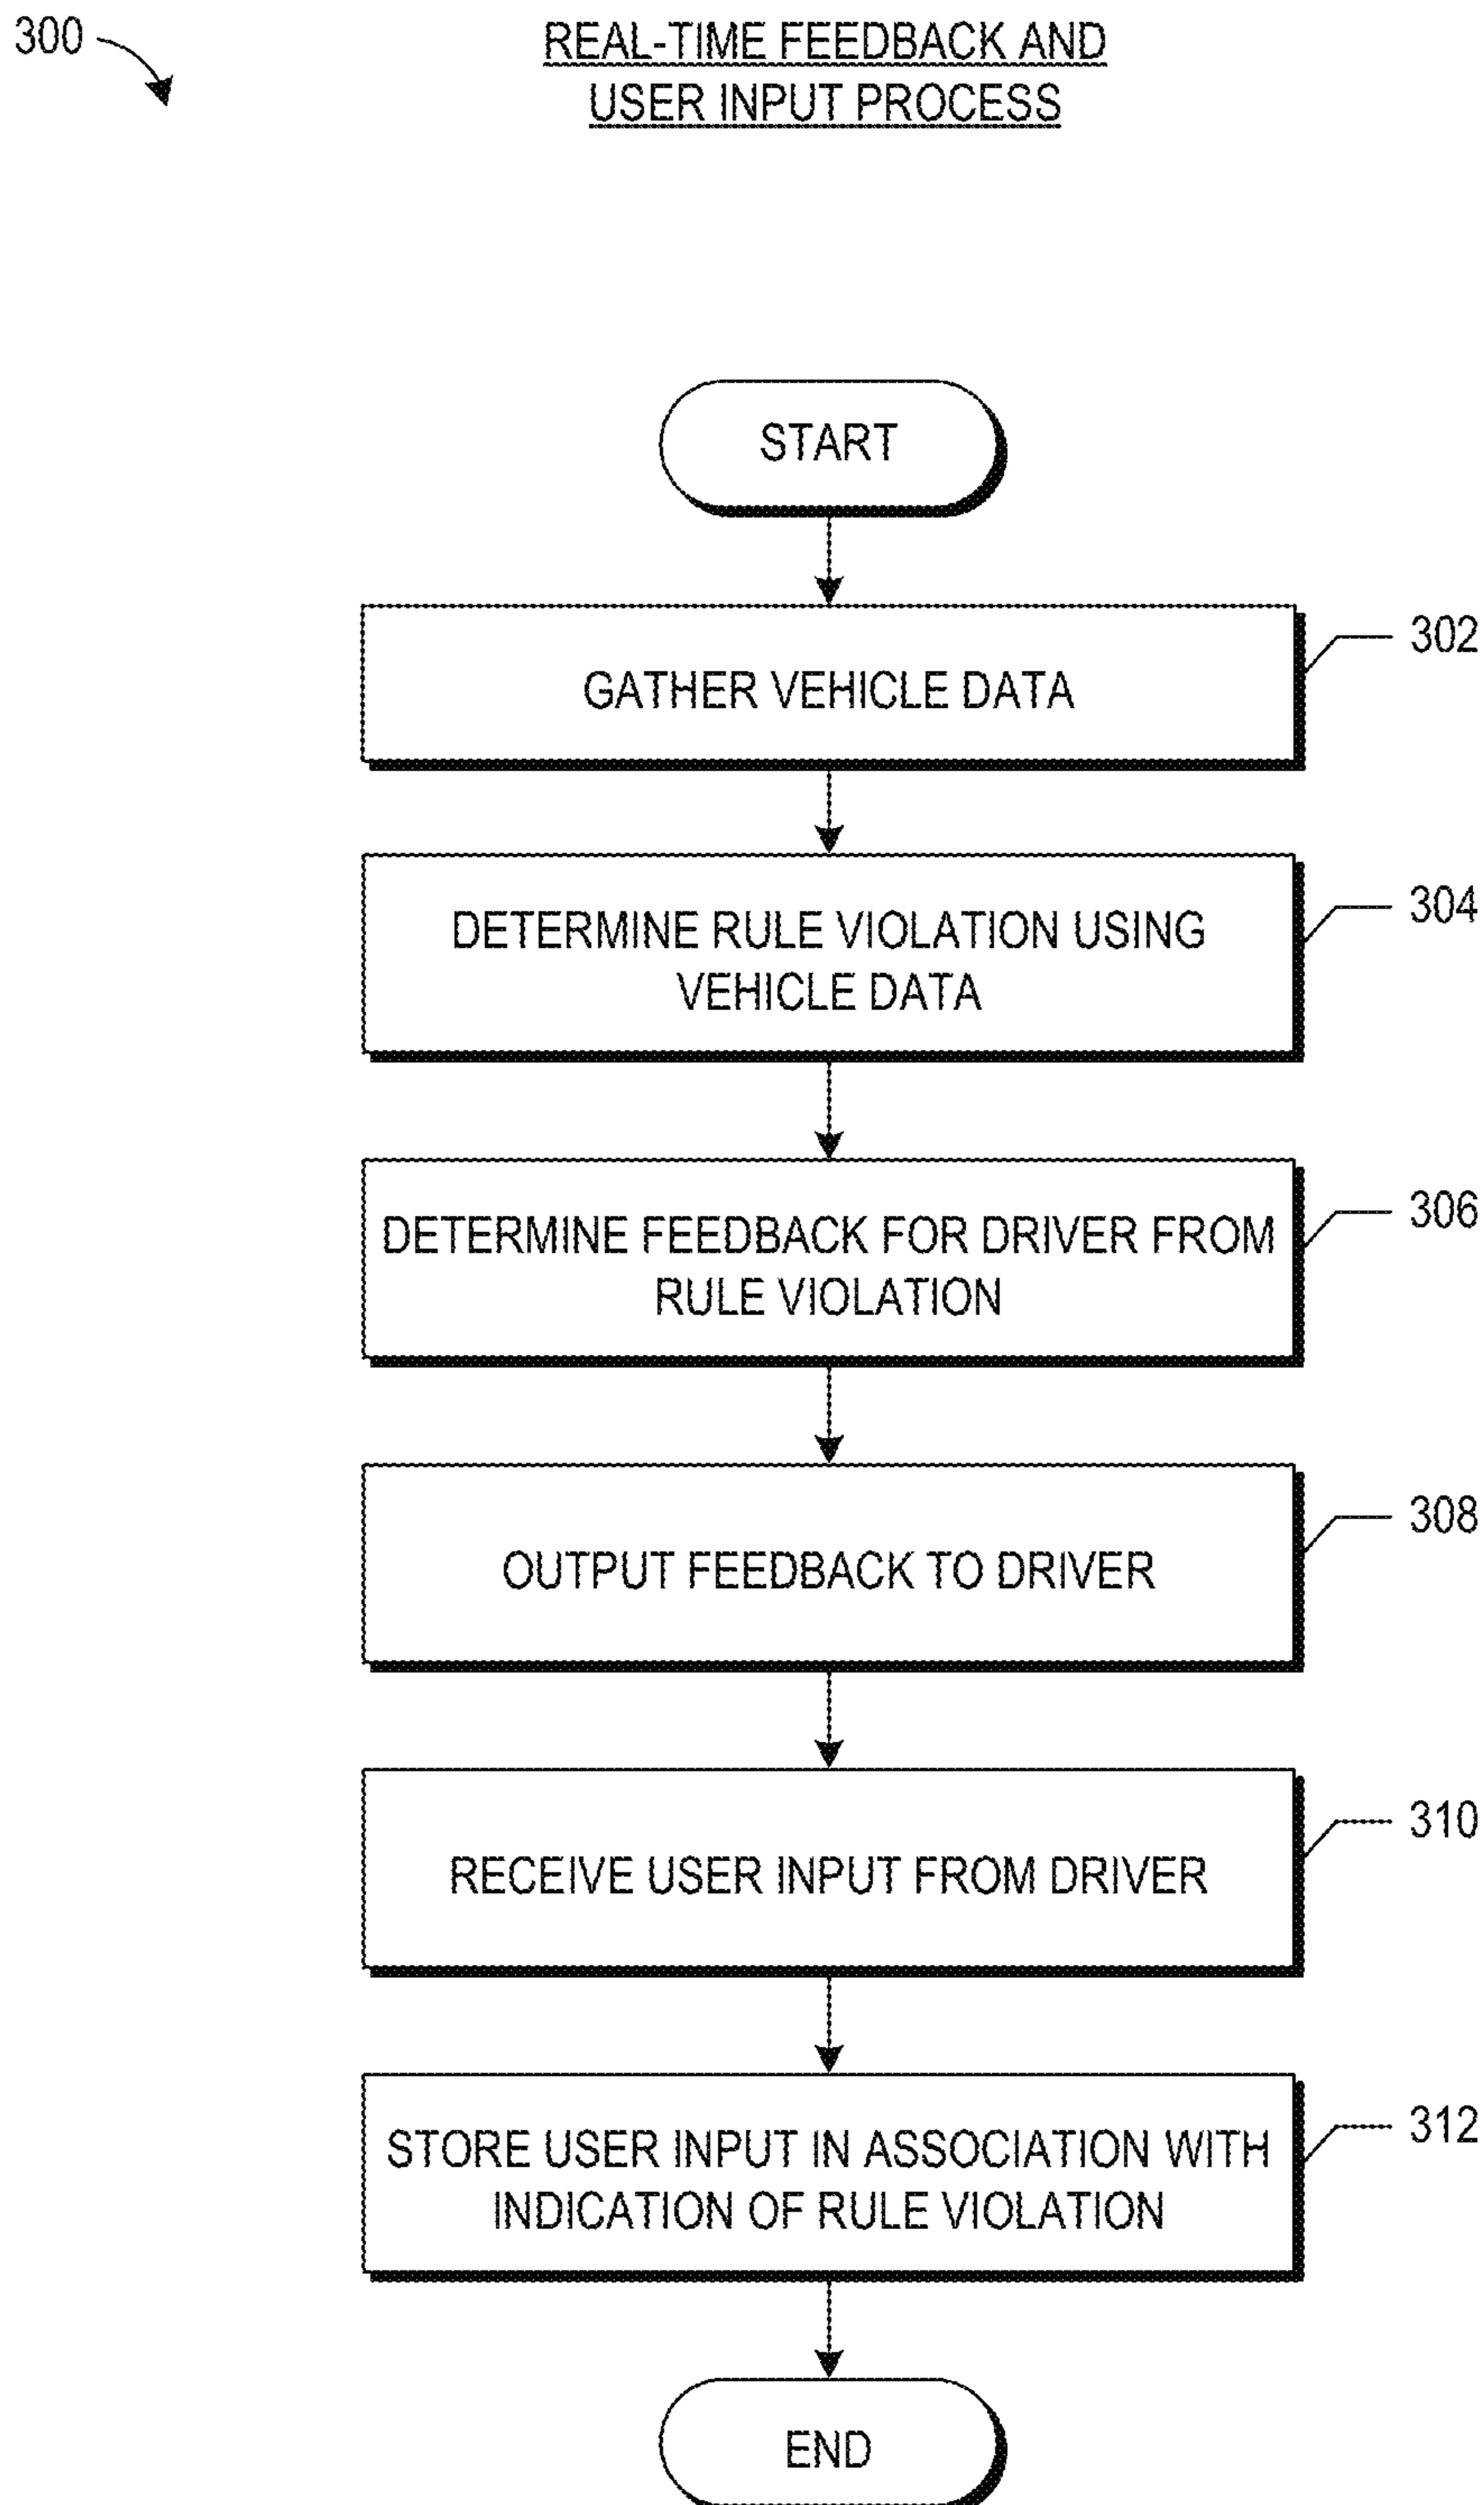 300
REAL-TIME FEEDBACK AND
USER INPUT PROCESS
START
GATHER VEHICLE DATA
302
DETERMINE RULE VIOLATION USING
VEHICLE DATA
304
DETERMINE FEEDBACK FOR DRIVER FROM
RULE VIOLATION
306
OUTPUT FEEDBACK TO DRIVER
308
RECEIVE USER INPUT FROM DRIVER
310
STORE USER INPUT IN ASSOCIATION WITH
INDICATION OF RULE VIOLATION
312
END